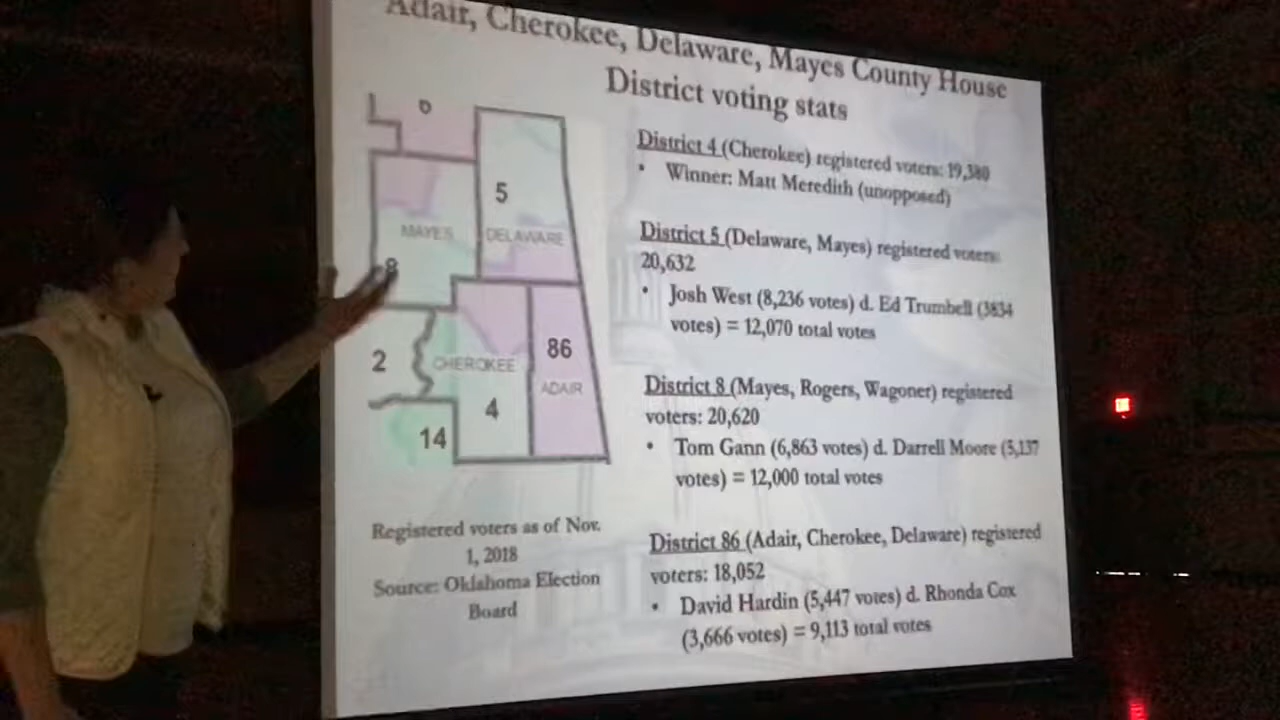 Adair, Cherokee, Delaware, Mayes County House
District voting stats
6
5
MAYES
DELAWARE
8
2
CHEROKEE
86
ADAIR
4
14
Registered voters as of Nov.
1, 2018
Source: Oklahoma Election
Board
District 4 (Cherokee) registered voters: 19,380
• Winner: Matt Meredith (unopposed)
District 5 (Delaware, Mayes) registered voters:
20,632
• Josh West (8,236 votes) d. Ed Trumbell (3834
votes) = 12,070 total votes
District 8 (Mayes, Rogers, Wagoner) registered
voters: 20,620
• Tom Gann (6,863 votes) d. Darrell Moore (5,137
votes) = 12,000 total votes
District 86 (Adair, Cherokee, Delaware) registered
voters: 18,052
• David Hardin (5,447 votes) d. Rhonda Cox
(3,666 votes) = 9,113 total votes